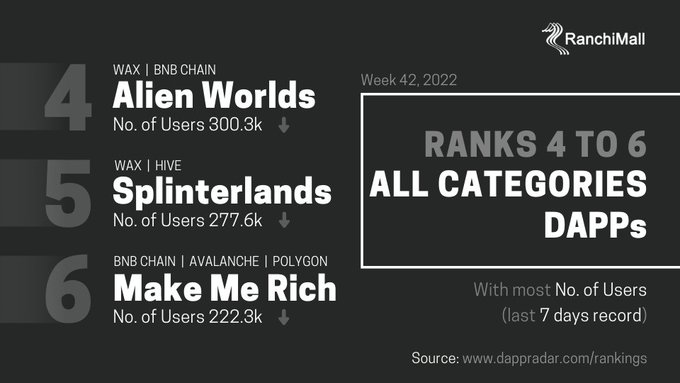 RanchiMall
4
WAX | BNB CHAIN
Alien Worlds
No. of Users 300.3k
5
WAX | HIVE
Splinterlands
No. of Users 277.6k
6
BNB CHAIN | AVALANCHE | POLYGON
Make Me Rich
No. of Users 222.3k
Week 42, 2022
RANKS 4 TO 6
ALL CATEGORIES
DAPPs
With most No. of Users
(last 7 days record)
Source: www.dappradar.com/rankings